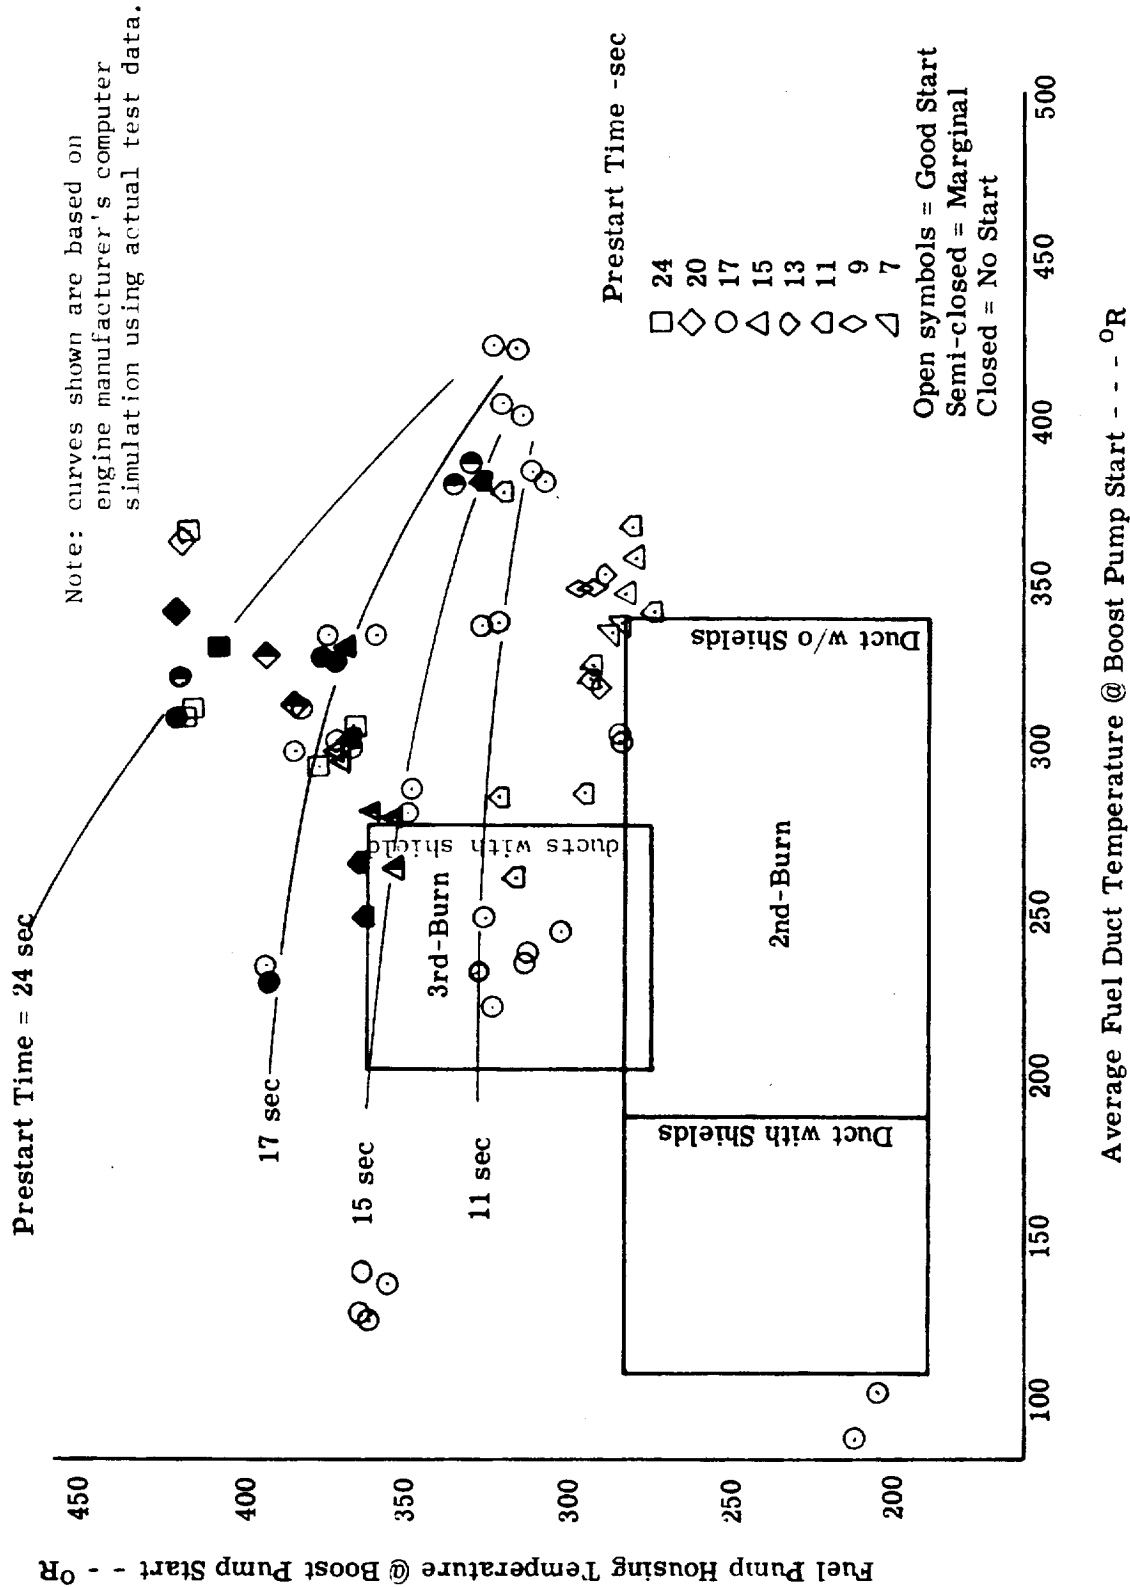 Note: curves shown are based on
engine manufacturer's computer
simulation using actual test data.
Prestart Time = 24 sec
17 sec
15 sec
11 sec
Prestart Time -sec
24
20
17
15
13
11
9
7
Open symbols = Good Start
Semi-closed = Marginal
Closed = No Start
3rd-Burn
ducts with shield
2nd-Burn
Duct w/o Shields
Duct with Shields
450
400
350
300
250
200
Fuel Pump Housing Temperature @ Boost Pump Start - - °R
100
150
200
250
300
350
400
450
500
Average Fuel Duct Temperature @ Boost Pump Start - - - °R